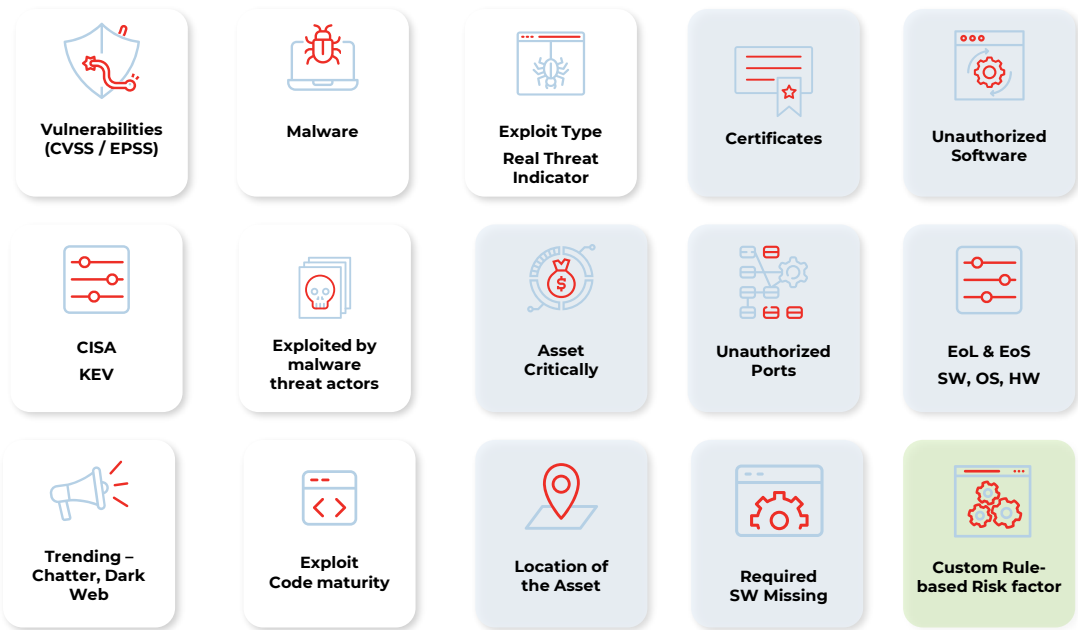 Vulnerabilities
(CVSS / EPSS)
Malware
Exploit Type
Real Threat
Indicator
Certificates
Unauthorized
Software
CISA
KEV
Exploited by
malware
threat actors
$
Asset
Critically
Unauthorized
Ports
EoL & EoS
SW, OS, HW
Trending –
Chatter, Dark
Web
Exploit
Code maturity
Location of
the Asset
Required
SW Missing
Custom Rule-
based Risk factor